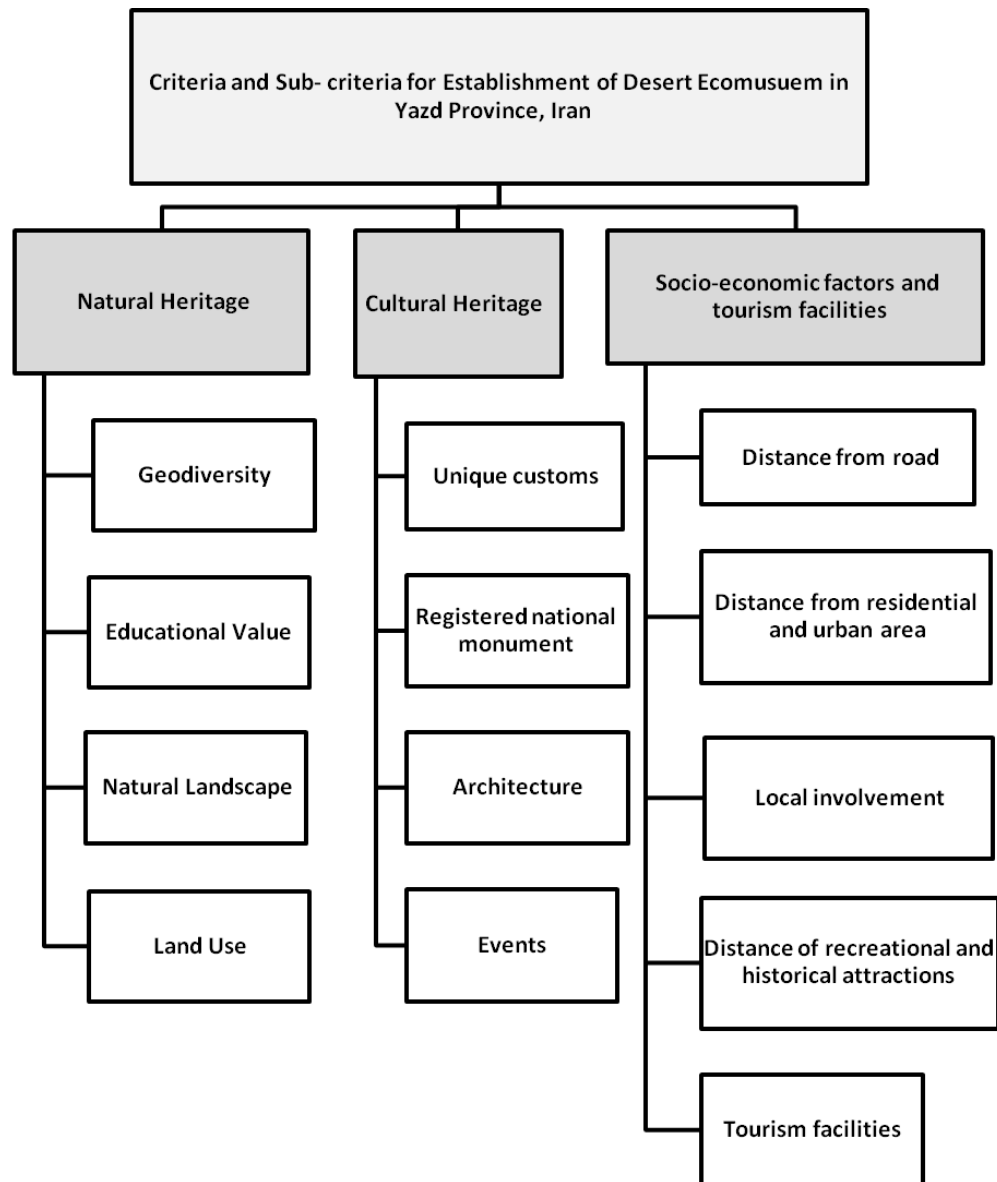 Criteria and Sub- criteria for Establishment of Desert Ecomusuem in
Yazd Province, Iran
Natural Heritage
Cultural Heritage
Socio-economic factors and
tourism facilities
Geodiversity
Educational Value
Natural Landscape
Land Use
Unique customs
Registered national
monument
Architecture
Events
Distance from road
Distance from residential
and urban area
Local involvement
Distance of recreational and
historical attractions
Tourism facilities